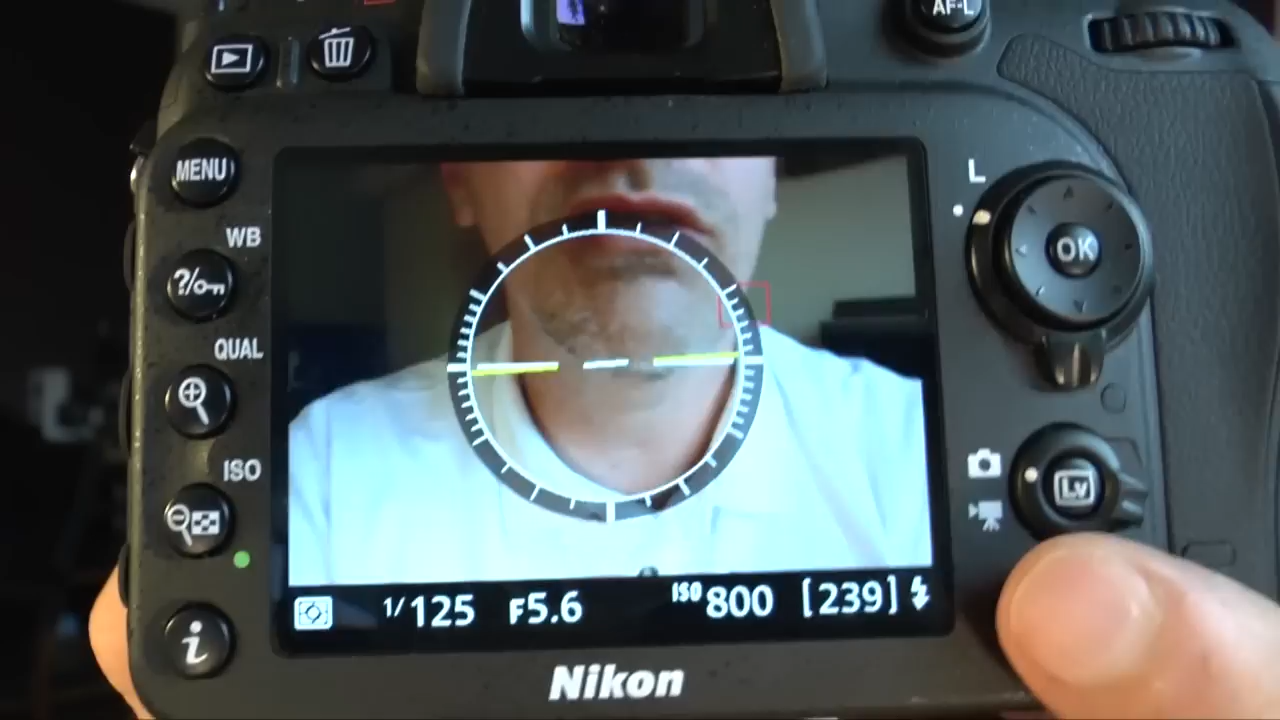 AF-L
MENU
L
WB
OK
?/
QUAL
ISO
Lv
1/125 F5.6 ISO 800 [239]
i
Nikon